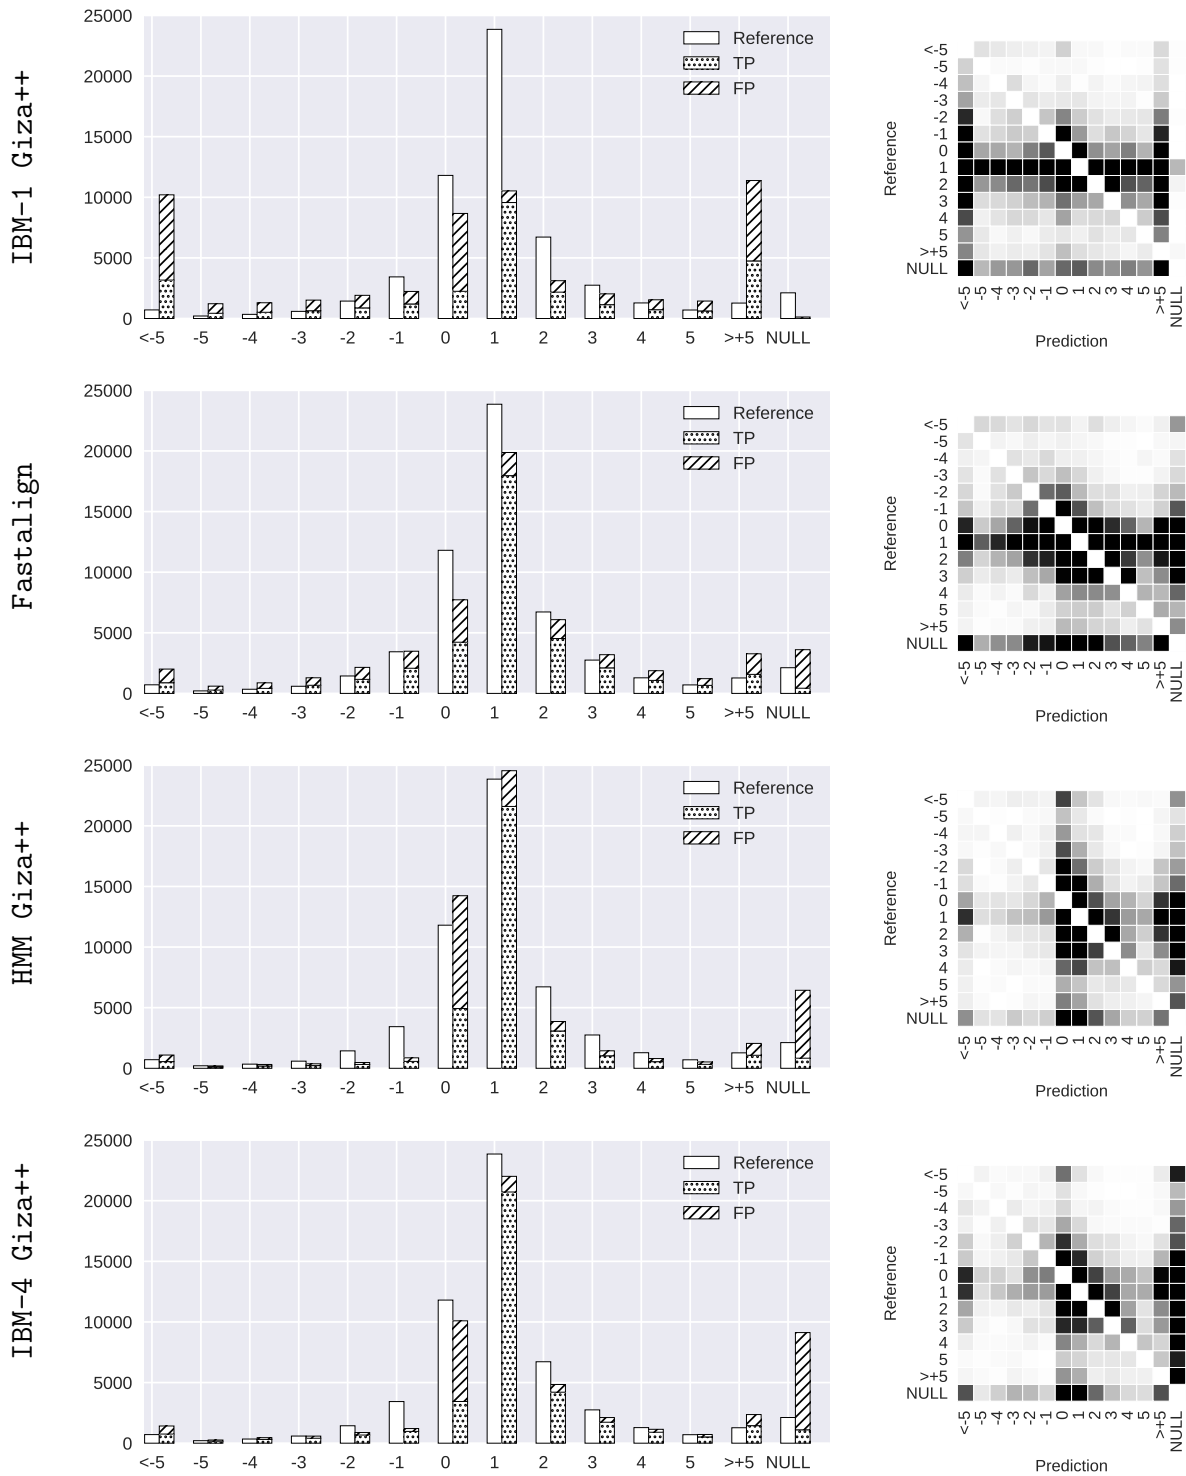 IBM-1 Giza++
25000
20000
15000
10000
5000
0
<-5 -5 -4 -3 -2 -1 0 1 2 3 4 5 >+5 NULL
Reference
TP
FP
Reference
<-5
-5
-4
-3
-2
-1
0
1
2
3
4
5
>+5
NULL
<-5 -5 -4 -3 -2 -1 0 1 2 3 4 5 >+5 NULL
Prediction
Fastalign
25000
20000
15000
10000
5000
0
<-5 -5 -4 -3 -2 -1 0 1 2 3 4 5 >+5 NULL
Reference
TP
FP
Reference
<-5
-5
-4
-3
-2
-1
0
1
2
3
4
5
>+5
NULL
<-5 -5 -4 -3 -2 -1 0 1 2 3 4 5 >+5 NULL
Prediction
HMM Giza++
25000
20000
15000
10000
5000
0
<-5 -5 -4 -3 -2 -1 0 1 2 3 4 5 >+5 NULL
Reference
TP
FP
Reference
<-5
-5
-4
-3
-2
-1
0
1
2
3
4
5
>+5
NULL
<-5 -5 -4 -3 -2 -1 0 1 2 3 4 5 >+5 NULL
Prediction
IBM-4 Giza++
25000
20000
15000
10000
5000
0
<-5 -5 -4 -3 -2 -1 0 1 2 3 4 5 >+5 NULL
Reference
TP
FP
Reference
<-5
-5
-4
-3
-2
-1
0
1
2
3
4
5
>+5
NULL
<-5 -5 -4 -3 -2 -1 0 1 2 3 4 5 >+5 NULL
Prediction